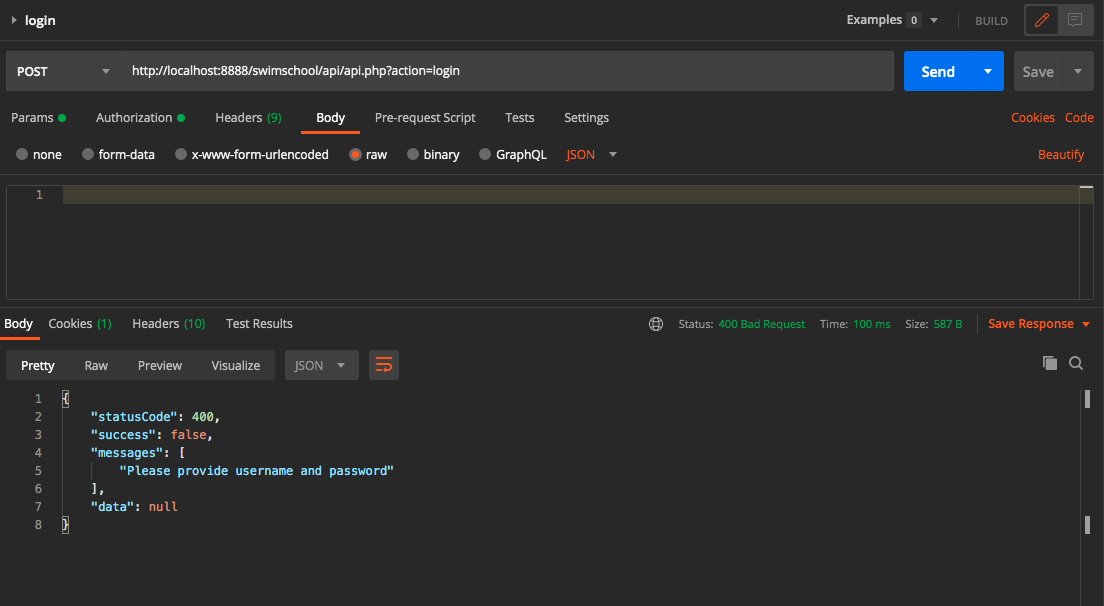 login Examples 0 BUILD
POST http://localhost:8888/swimschool/api/api.php?action=login Send Save
Params Authorization Headers (9) Body Pre-request Script Tests Settings Cookies Code
none form-data x-www-form-urlencoded raw binary GraphQL JSON Beautify
1
Body Cookies (1) Headers (10) Test Results Status: 400 Bad Request Time: 100 ms Size: 587 B Save Response
Pretty Raw Preview Visualize JSON
1 {
2 "statusCode": 400,
3 "success": false,
4 "messages": [
5 "Please provide username and password"
6 ],
7 "data": null
8 }